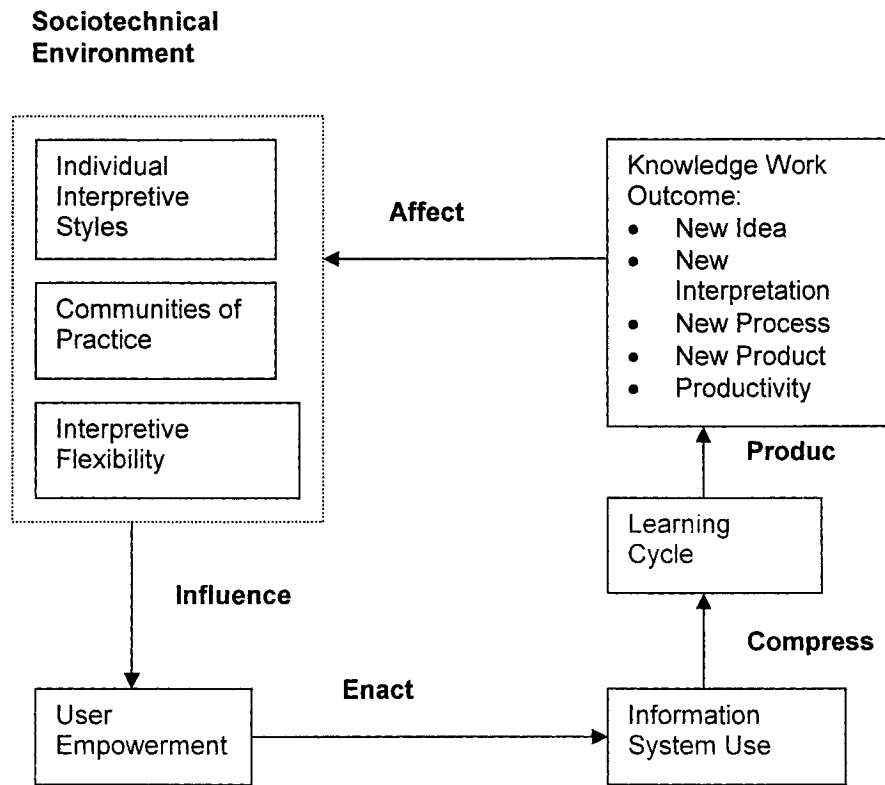 Sociotechnical
Environment
Individual
Interpretive
Styles
Communities of
Practice
Interpretive
Flexibility
Influence
User
Empowerment
Enact
Information
System Use
Compress
Learning
Cycle
Produc
Knowledge Work
Outcome:
• New Idea
• New
Interpretation
• New Process
• New Product
• Productivity
Affect